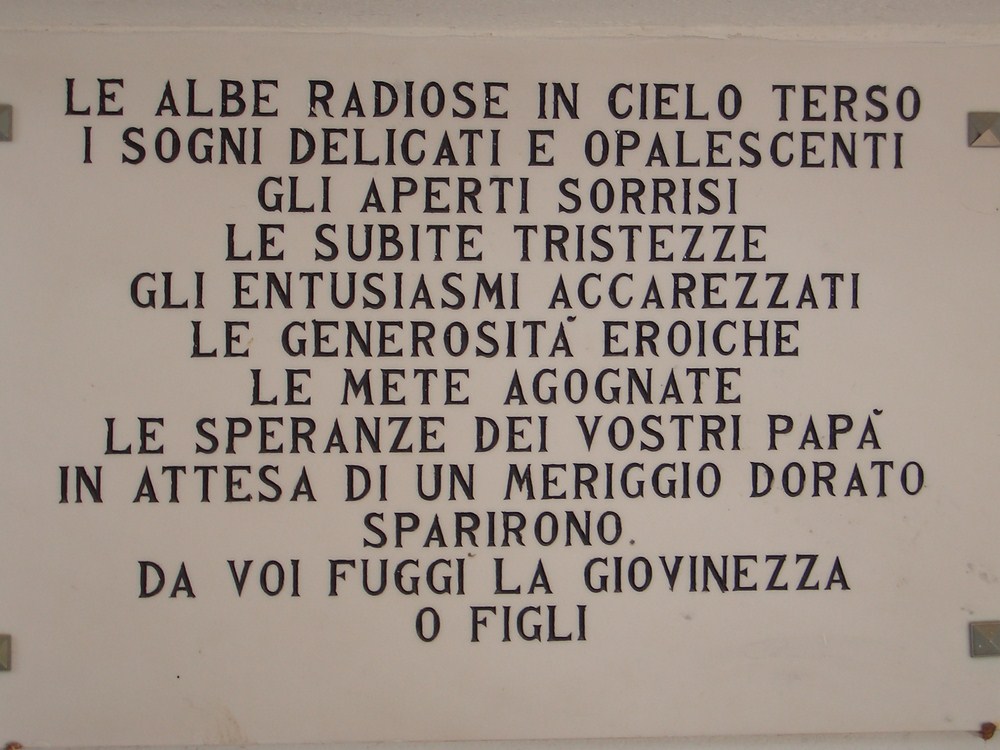 LE ALBE RADIOSE IN CIELO TERSO
I SOGNI DELICATI E OPALESCENTI
GLI APERTI SORRISI
LE SUBITE TRISTEZZE
GLI ENTUSIASMI ACCAREZZATI
LE GENEROSITÀ EROICHE
LE METE AGOGNATE
LE SPERANZE DEI VOSTRI PAPÀ
IN ATTESA DI UN MERIGGIO DORATO
SPARIRONO.
DA VOI FUGGÌ LA GIOVINEZZA
O FIGLI